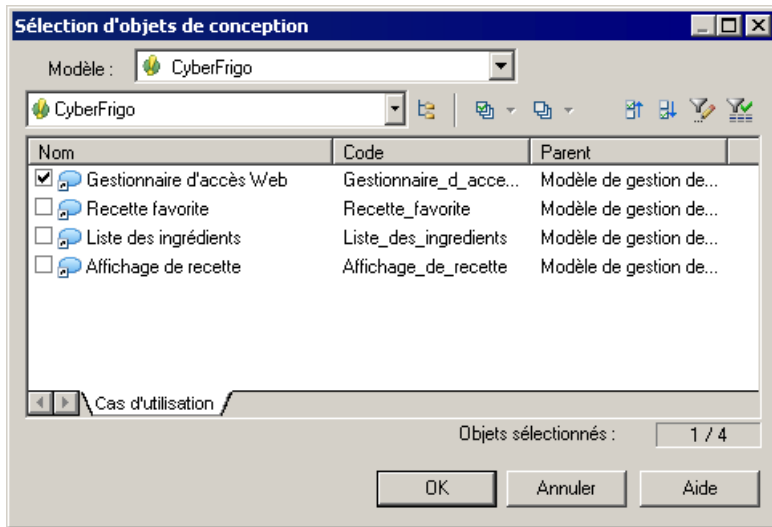 Sélection d'objets de conception
Modèle : CyberFrigo
CyberFrigo
Nom Code Parent
Gestionnaire d'accès Web Gestionnaire_d_acce... Modèle de gestion de...
Recette favorite Recette_favorite Modèle de gestion de...
Liste des ingrédients Liste_des_ingredients Modèle de gestion de...
Affichage de recette Affichage_de_recette Modèle de gestion de...
Cas d'utilisation
Objets sélectionnés : 1 / 4
OK Annuler Aide